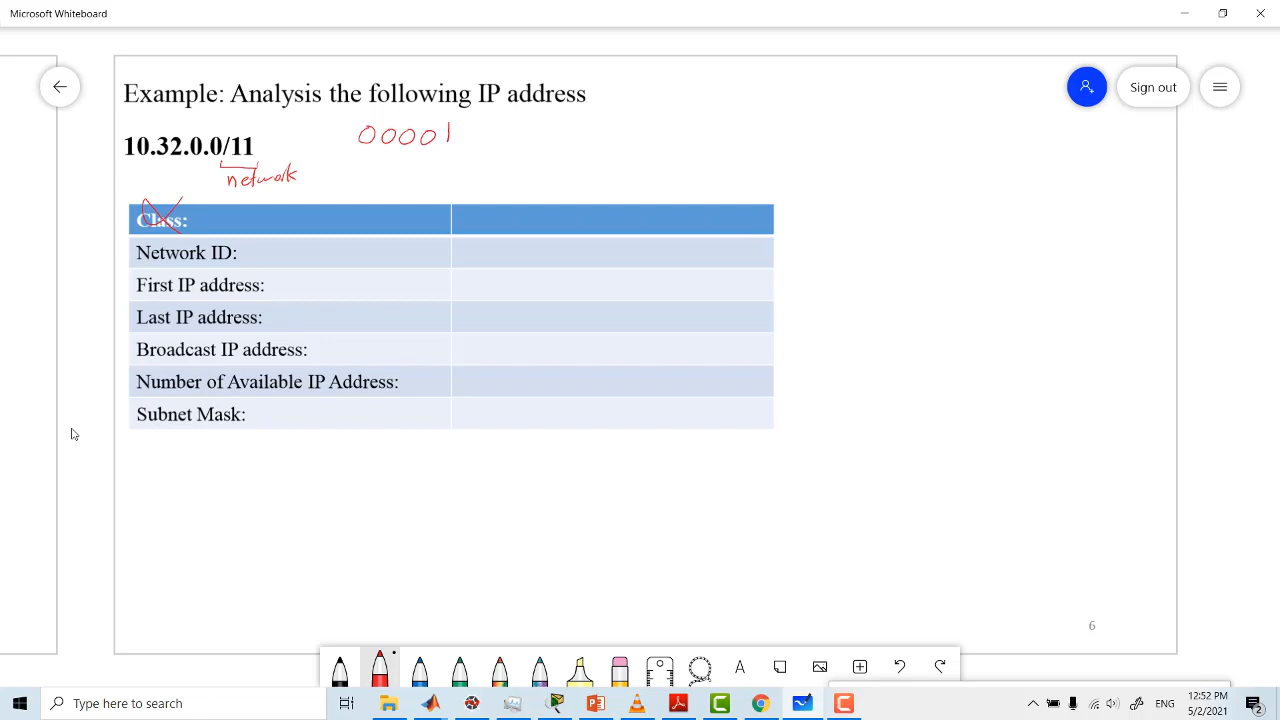 Microsoft Whiteboard
Sign out
Example: Analysis the following IP address
10.32.0.0/11
00001
network
Class:
Network ID:
First IP address:
Last IP address:
Broadcast IP address:
Number of Available IP Address:
Subnet Mask:
6
A
Type here to search
ENG
12:52 PM
5/2/2021
2